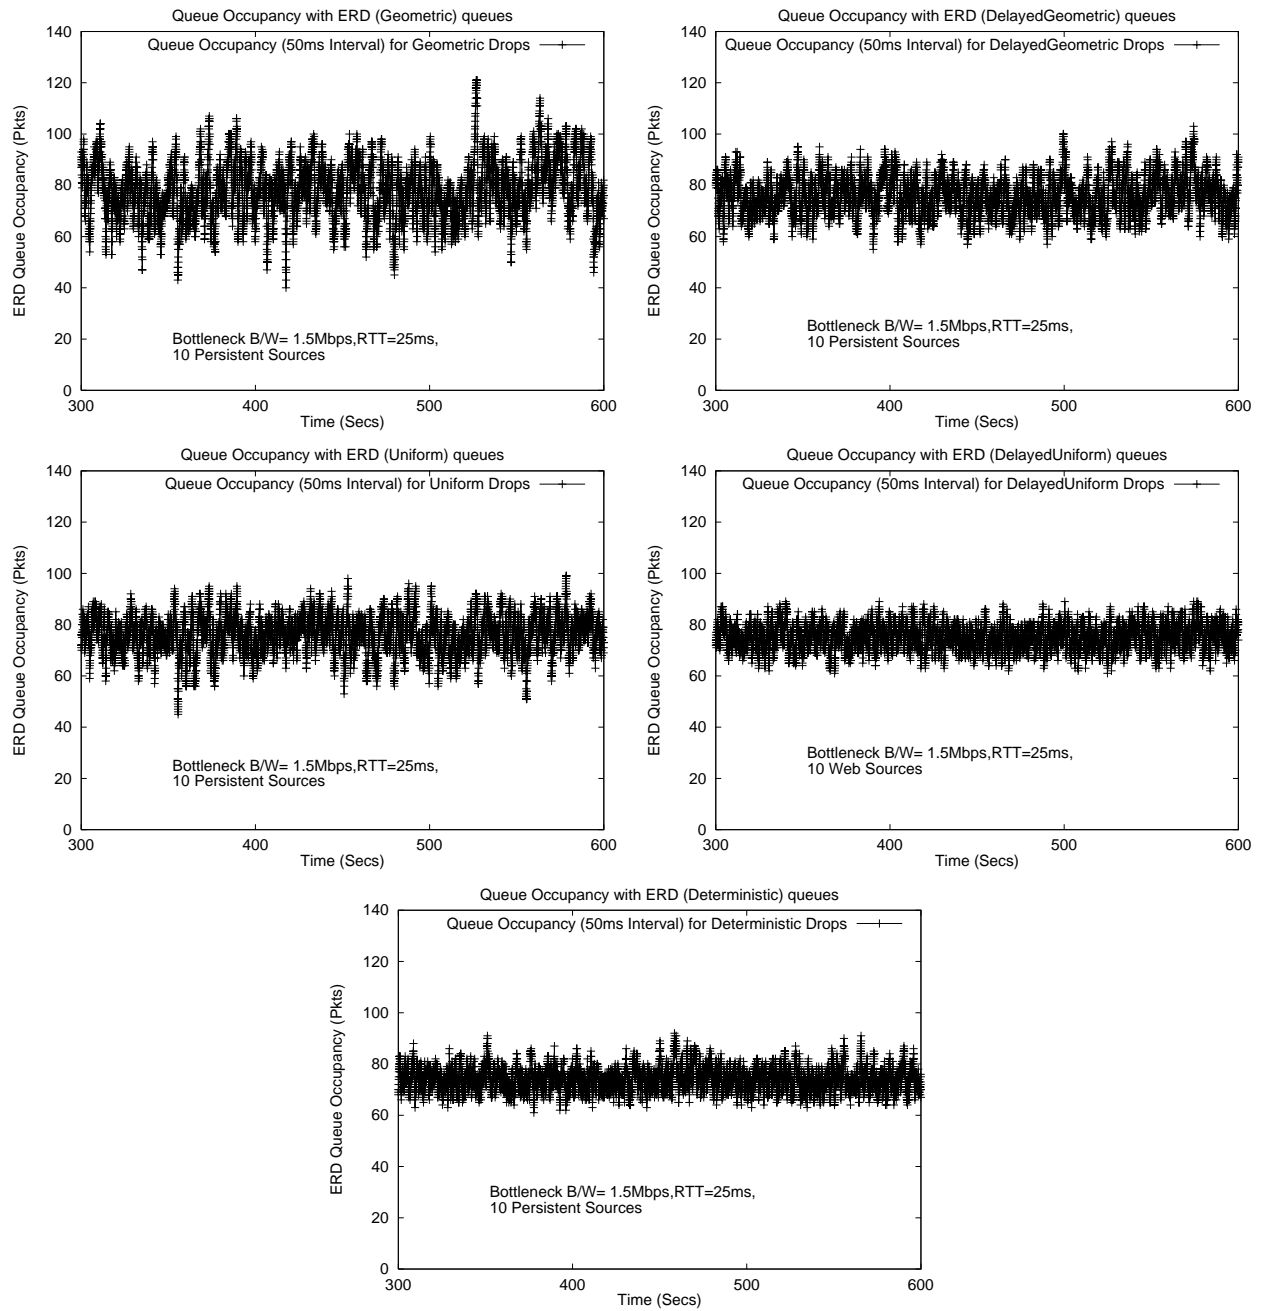 Queue Occupancy with ERD (Geometric) queues
140
120
100
80
60
40
20
0
ERD Queue Occupancy (Pkts)
Queue Occupancy (50ms Interval) for Geometric Drops
Bottleneck B/W= 1.5Mbps,RTT=25ms,
10 Persistent Sources
300 400 500 600
Time (Secs)
Queue Occupancy with ERD (DelayedGeometric) queues
140
120
100
80
60
40
20
0
ERD Queue Occupancy (Pkts)
Queue Occupancy (50ms Interval) for DelayedGeometric Drops
Bottleneck B/W= 1.5Mbps,RTT=25ms,
10 Persistent Sources
300 400 500 600
Time (Secs)
Queue Occupancy with ERD (Uniform) queues
140
120
100
80
60
40
20
0
ERD Queue Occupancy (Pkts)
Queue Occupancy (50ms Interval) for Uniform Drops
Bottleneck B/W= 1.5Mbps,RTT=25ms,
10 Persistent Sources
300 400 500 600
Time (Secs)
Queue Occupancy with ERD (DelayedUniform) queues
140
120
100
80
60
40
20
0
ERD Queue Occupancy (Pkts)
Queue Occupancy (50ms Interval) for DelayedUniform Drops
Bottleneck B/W= 1.5Mbps,RTT=25ms,
10 Web Sources
300 400 500 600
Time (Secs)
Queue Occupancy with ERD (Deterministic) queues
140
120
100
80
60
40
20
0
ERD Queue Occupancy (Pkts)
Queue Occupancy (50ms Interval) for Deterministic Drops
Bottleneck B/W= 1.5Mbps,RTT=25ms,
10 Persistent Sources
300 400 500 600
Time (Secs)